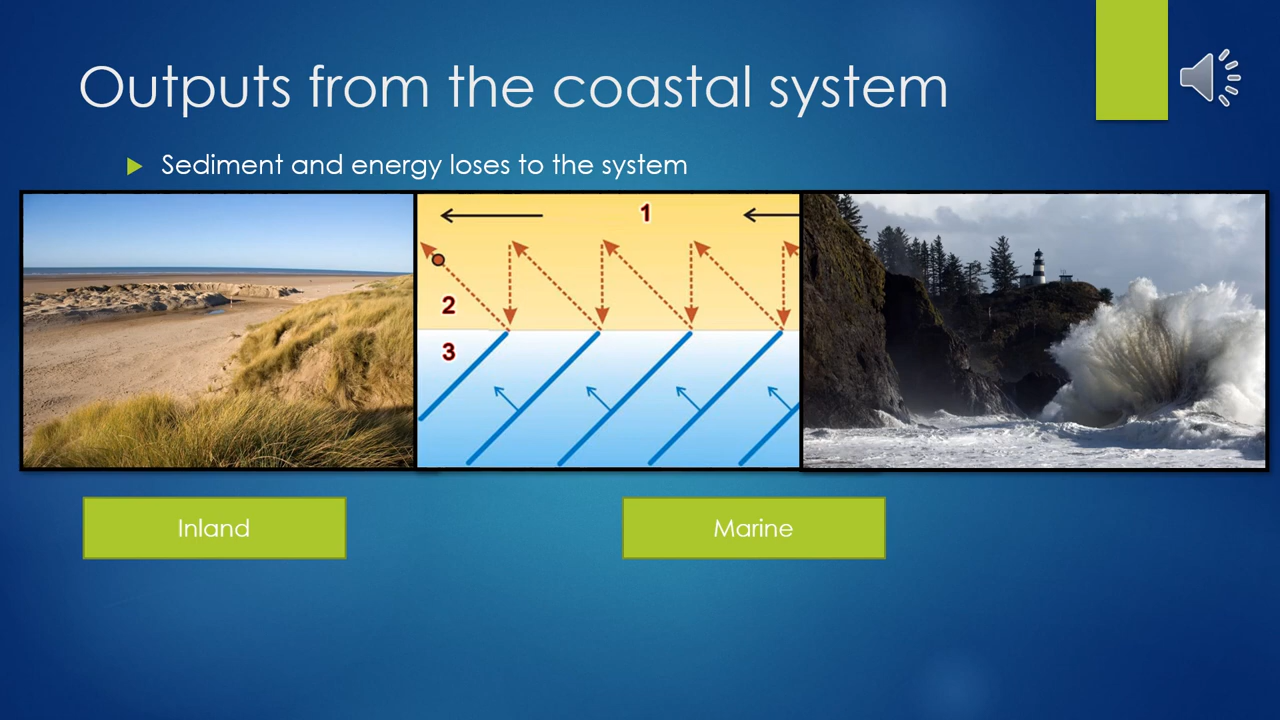 Outputs from the coastal system
Sediment and energy loses to the system
1
2
3
Inland
Marine